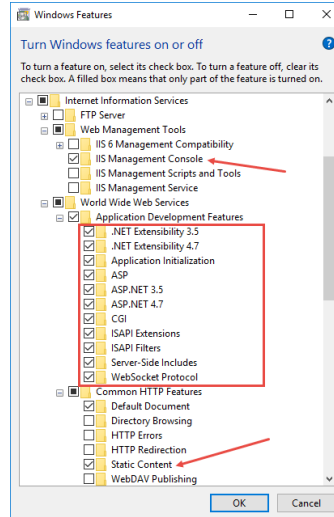 Windows Features
Turn Windows features on or off
To turn a feature on, select its check box. To turn a feature off, clear its
check box. A filled box means that only part of the feature is turned on.
Internet Information Services
FTP Server
Web Management Tools
IIS 6 Management Compatibility
IIS Management Console
IIS Management Scripts and Tools
IIS Management Service
World Wide Web Services
Application Development Features
.NET Extensibility 3.5
.NET Extensibility 4.7
Application Initialization
ASP
ASP.NET 3.5
ASP.NET 4.7
CGI
ISAPI Extensions
ISAPI Filters
Server-Side Includes
WebSocket Protocol
Common HTTP Features
Default Document
Directory Browsing
HTTP Errors
HTTP Redirection
Static Content
WebDAV Publishing
OK
Cancel